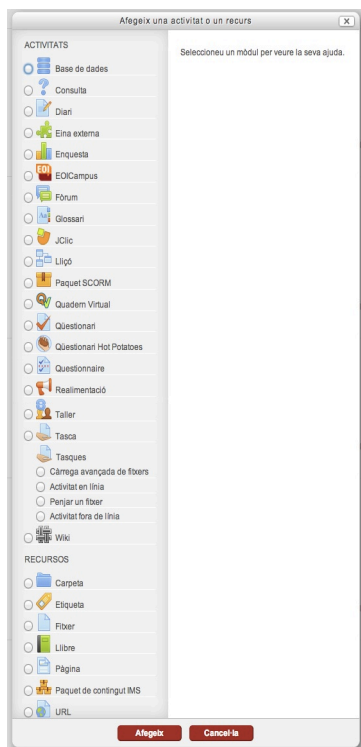 Afegeix una activitat o un recurs
x
ACTIVITATS
Seleccioneu un mòdul per veure la seva ajuda.
Base de dades
Consulta
Diari
Eina externa
Enquesta
EOI
EOICampus
Fòrum
Glossari
JClic
Lliçó
Paquet SCORM
Quadern Virtual
Qüestionari
Qüestionari Hot Potatoes
Questionnaire
Realimentació
Taller
Tasca
Tasques
Càrrega avançada de fitxers
Activitat en línia
Penjar un fitxer
Activitat fora de línia
Wiki
RECURSOS
Carpeta
Etiqueta
Fitxer
Llibre
Pàgina
Paquet de contingut IMS
URL
Afegeix Cancel·la